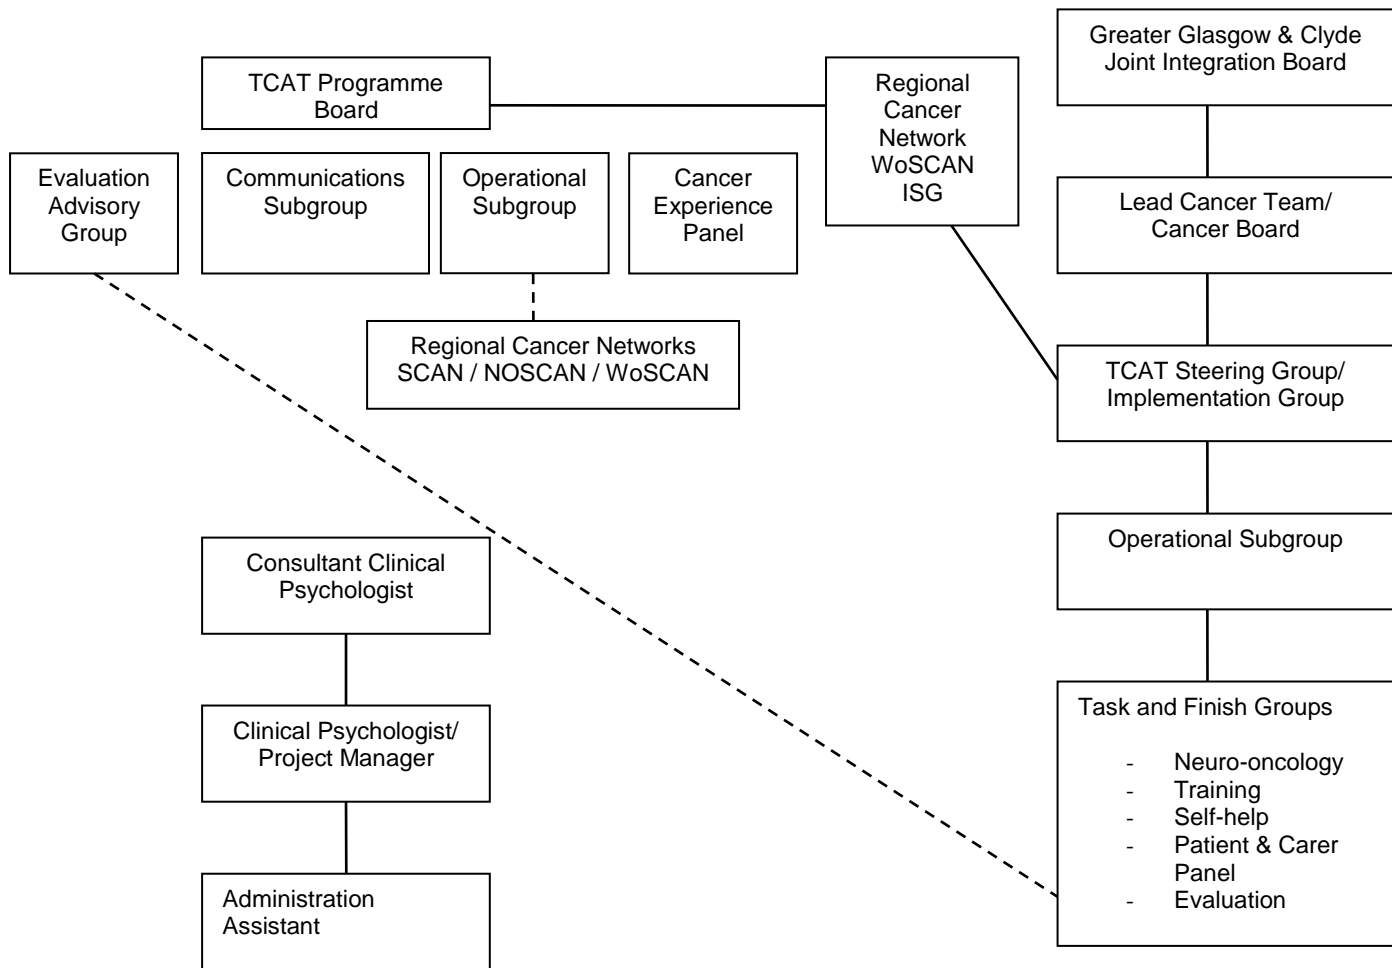 Greater Glasgow & Clyde
Joint Integration Board
TCAT Programme
Board
Regional
Cancer
Network
WoSCAN
ISG
Evaluation
Advisory
Group
Communications
Subgroup
Operational
Subgroup
Cancer
Experience
Panel
Lead Cancer Team/
Cancer Board
Regional Cancer Networks
SCAN / NOSCAN / WoSCAN
TCAT Steering Group/
Implementation Group
Operational Subgroup
Consultant Clinical
Psychologist
Clinical Psychologist/
Project Manager
Administration
Assistant
Task and Finish Groups
- Neuro-oncology
- Training
- Self-help
- Patient & Carer
Panel
- Evaluation